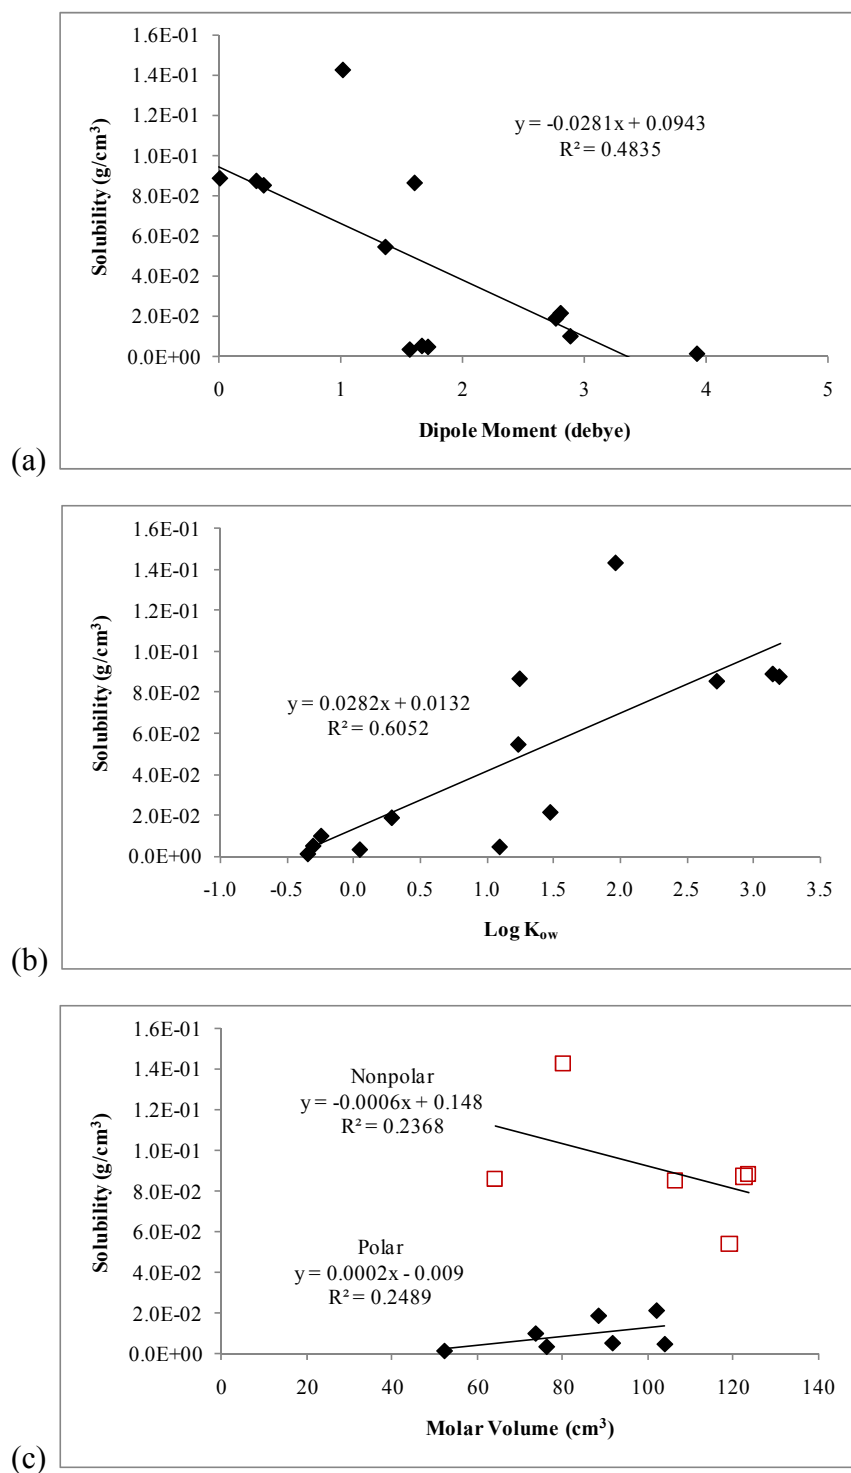 1.6E-01
1.4E-01
1.2E-01
1.0E-01
8.0E-02
6.0E-02
4.0E-02
2.0E-02
0.0E+00
Solubility (g/cm³)
y = -0.0281x + 0.0943
R² = 0.4835
0 1 2 3 4 5
Dipole Moment (debye)
(a)
1.6E-01
1.4E-01
1.2E-01
1.0E-01
8.0E-02
6.0E-02
4.0E-02
2.0E-02
0.0E+00
Solubility (g/cm³)
y = 0.0282x + 0.0132
R² = 0.6052
-1.0 -0.5 0.0 0.5 1.0 1.5 2.0 2.5 3.0 3.5
Log Kow
(b)
1.6E-01
1.4E-01
1.2E-01
1.0E-01
8.0E-02
6.0E-02
4.0E-02
2.0E-02
0.0E+00
Solubility (g/cm³)
Nonpolar
y = -0.0006x + 0.148
R² = 0.2368
Polar
y = 0.0002x - 0.009
R² = 0.2489
0 20 40 60 80 100 120 140
Molar Volume (cm³)
(c)